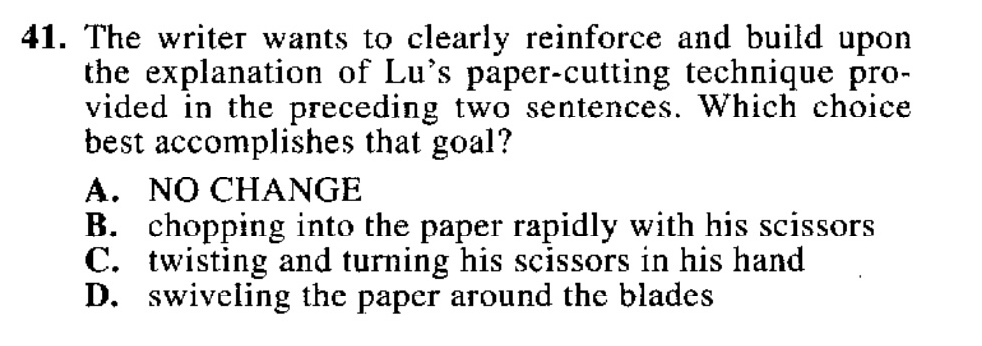 41. The writer wants to clearly reinforce and build upon
the explanation of Lu's paper-cutting technique pro-
vided in the preceding two sentences. Which choice
best accomplishes that goal?
A. NO CHANGE
B. chopping into the paper rapidly with his scissors
C. twisting and turning his scissors in his hand
D. swiveling the paper around the blades